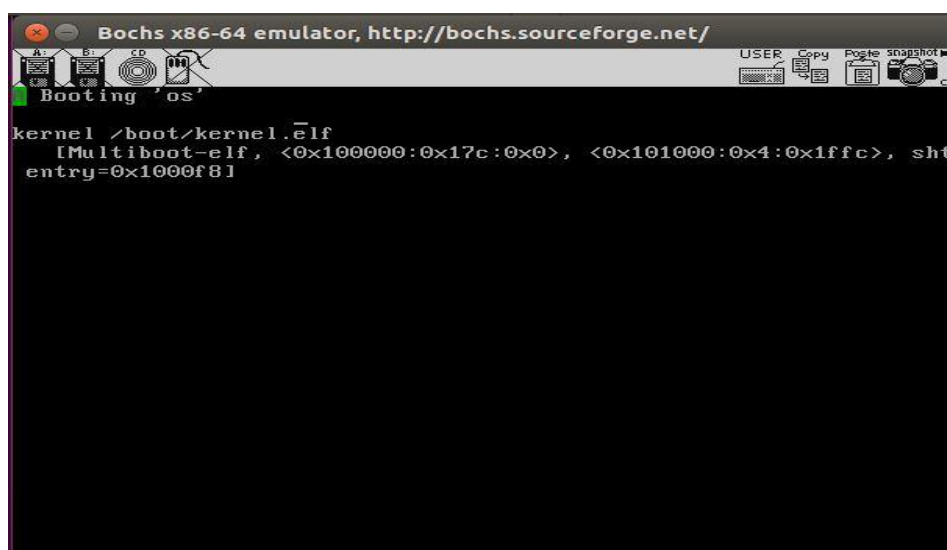 Bochs x86-64 emulator, http://bochs.sourceforge.net/
A: B: CD
USER Copy Poste snapshot
Booting 'os'
kernel /boot/kernel.elf
[Multiboot-elf, <0x100000:0x17c:0x0>, <0x101000:0x4:0x1ffc>, sht
entry=0x1000f8]